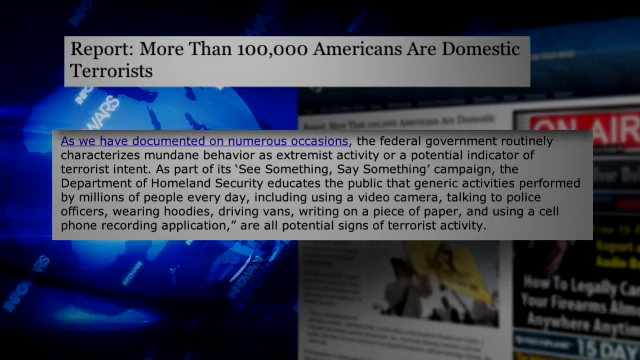 Report: More Than 100,000 Americans Are Domestic
Terrorists
As we have documented on numerous occasions, the federal government routinely
characterizes mundane behavior as extremist activity or a potential indicator of
terrorist intent. As part of its ‘See Something, Say Something’ campaign, the
Department of Homeland Security educates the public that generic activities performed
by millions of people every day, including using a video camera, talking to police
officers, wearing hoodies, driving vans, writing on a piece of paper, and using a cell
phone recording application,” are all potential signs of terrorist activity.
WARS
ON AIR
How To Legally Car
Your Firearms Almos
Anywhere Anytim
15 DAY